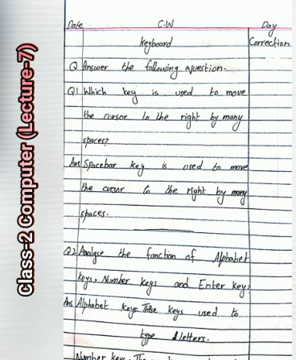 Class-2 Computer (Lecture-7)
Date C.W Day
Keyboard Correction
Q Answer the following question.
Q1 Which key is used to move
the cursor to the right by many
spaces?
Ans Spacebar key is used to move
the cursor to the right by many
spaces.
Q2 Analyse the function of Alphabet
keys, Number keys and Enter key?
Ans Alphabet keys: These keys used to
type letters.
Number key: